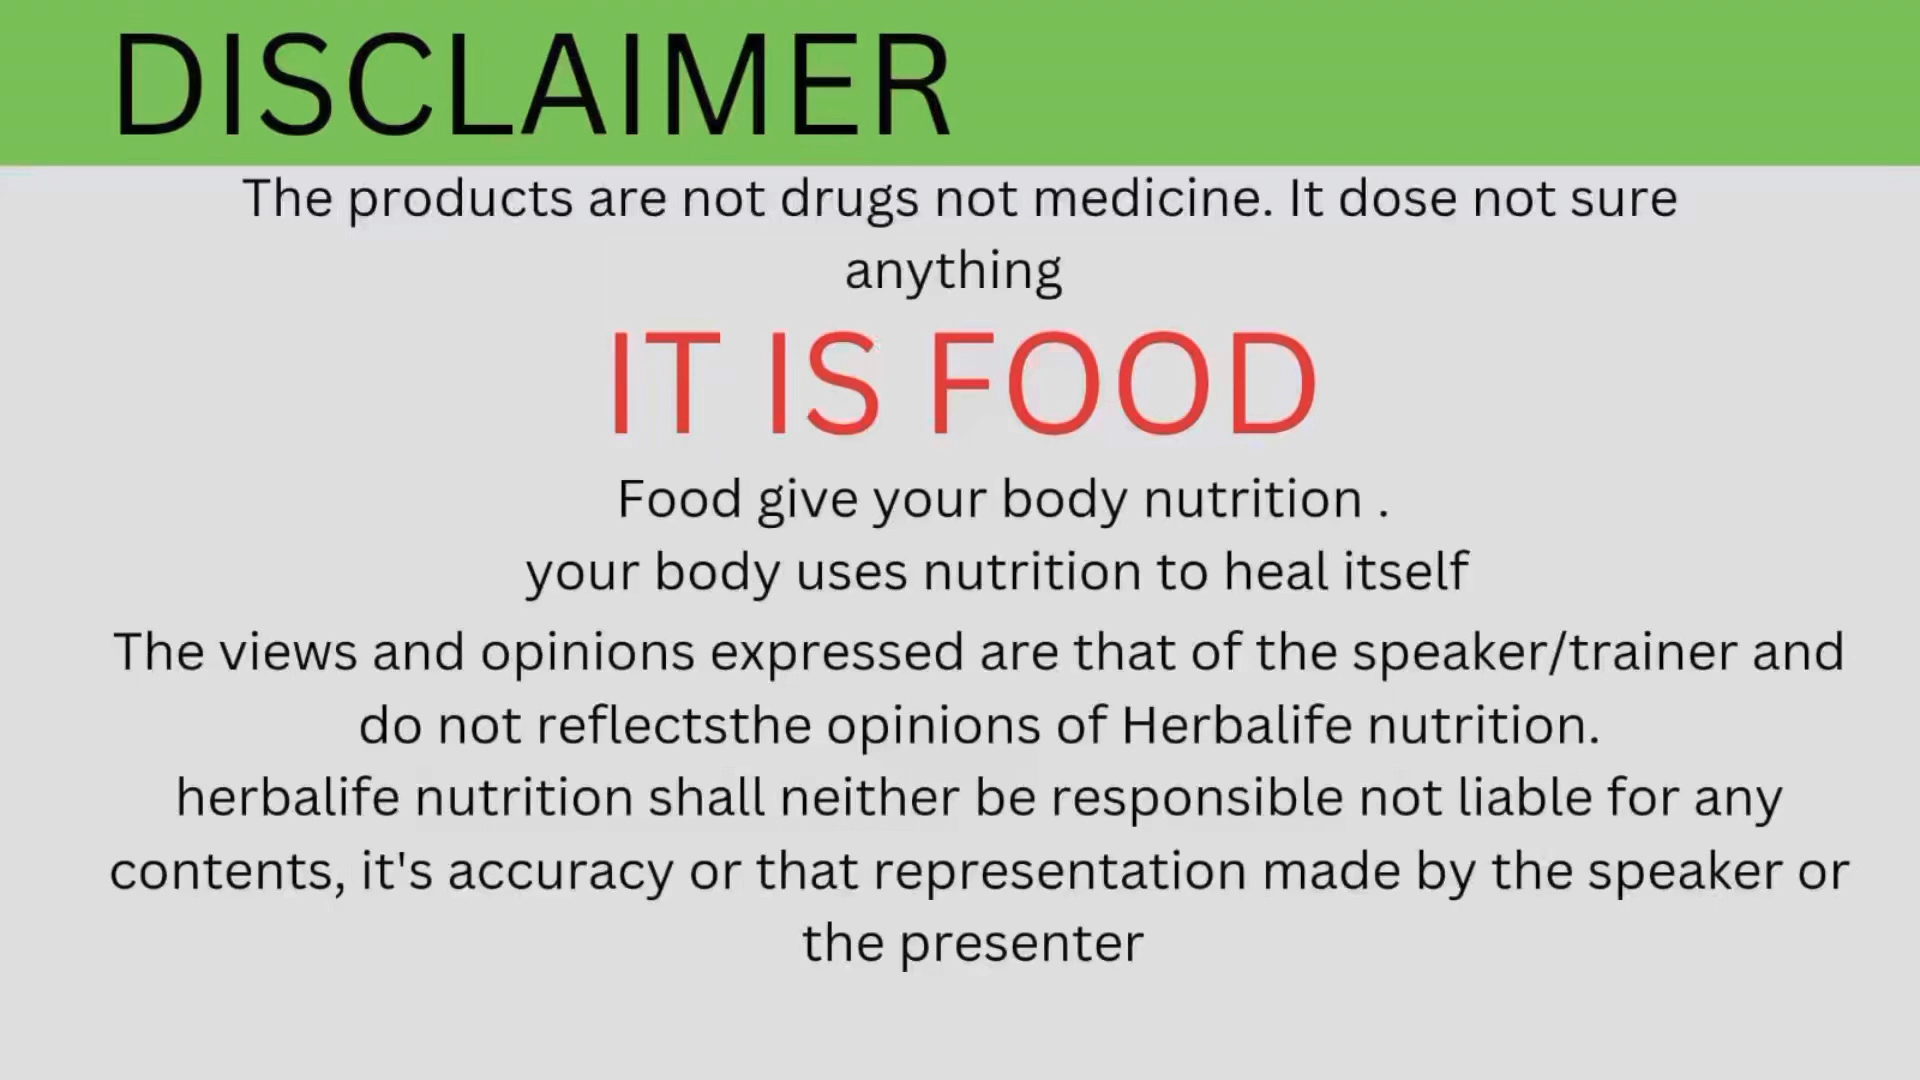 DISCLAIMER
The products are not drugs not medicine. It dose not sure
anything
IT IS FOOD
Food give your body nutrition .
your body uses nutrition to heal itself
The views and opinions expressed are that of the speaker/trainer and
do not reflectsthe opinions of Herbalife nutrition.
herbalife nutrition shall neither be responsible not liable for any
contents, it's accuracy or that representation made by the speaker or
the presenter